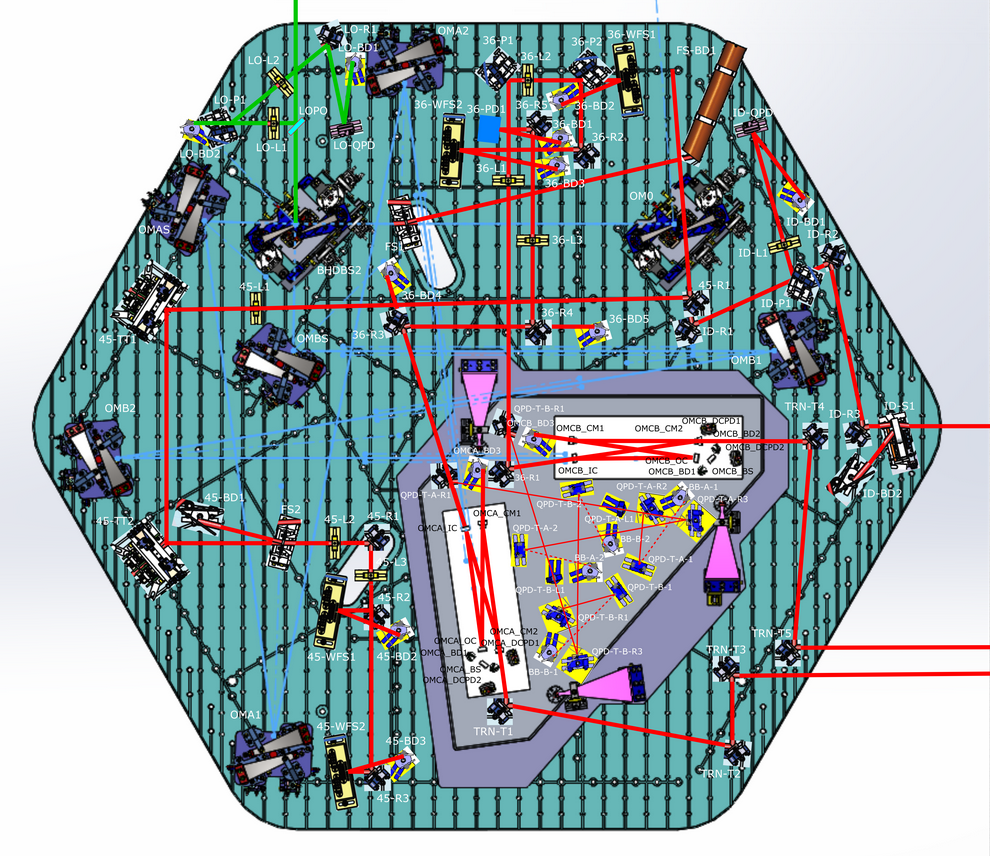 LO-R1
OMA2
36-P1
36-P2
36-WFS1
FS-BD1
LO-BD1
LO-L2
36-L2
LO-P1
LOPO
36-WFS2
36-PD1
36-R5
36-BD2
ID-QPD
36-BD1
36-R2
LO-BD2
LO-L1
LO-QPD
36-L1
36-BD3
OM0
OMAS
ID-BD1
ID-R2
36-L3
ID-L1
BHDBS2
45-L1
36-BD4
45-R1
ID-P1
36-R4
36-BD5
ID-R1
45-TT1
36-R3
OMBS
OMB1
OMB2
QPD-T-B-R1
TRN-T4
ID-R3
ID-S1
OMCB_BD3
OMCB_CM1
OMCB_CM2
OMCB_DCPD1
OMCB_BD2
OMCB_DCPD2
OMCA_BD3
OMCB_IC
OMCB_OC
OMCB_BD1
OMCB_BS
36-R1
QPD-T-A-R1
QPD-T-A-R2
BB-A-1
QPD-T-A-R3
ID-BD2
45-BD1
FS2
45-L2
45-R1
QPD-T-B-2
QPD-T-A-L1
OMCA_CM1
OMCA_IC
QPD-T-A-2
BB-B-2
45-TT2
BB-A-2
QPD-T-A-1
QPD-T-B-L1
QPD-T-B-1
45-R2
QPD-T-B-R1
OMCA_CM2
OMCA_OC
OMCA_DCPD1
OMCA_BD1
45-WFS1
45-BD2
QPD-T-B-R3
TRN-T5
TRN-T3
OMCA_BS
OMCA_DCPD2
BB-B-1
OMA1
45-WFS2
45-BD3
TRN-T1
TRN-T2
45-R3